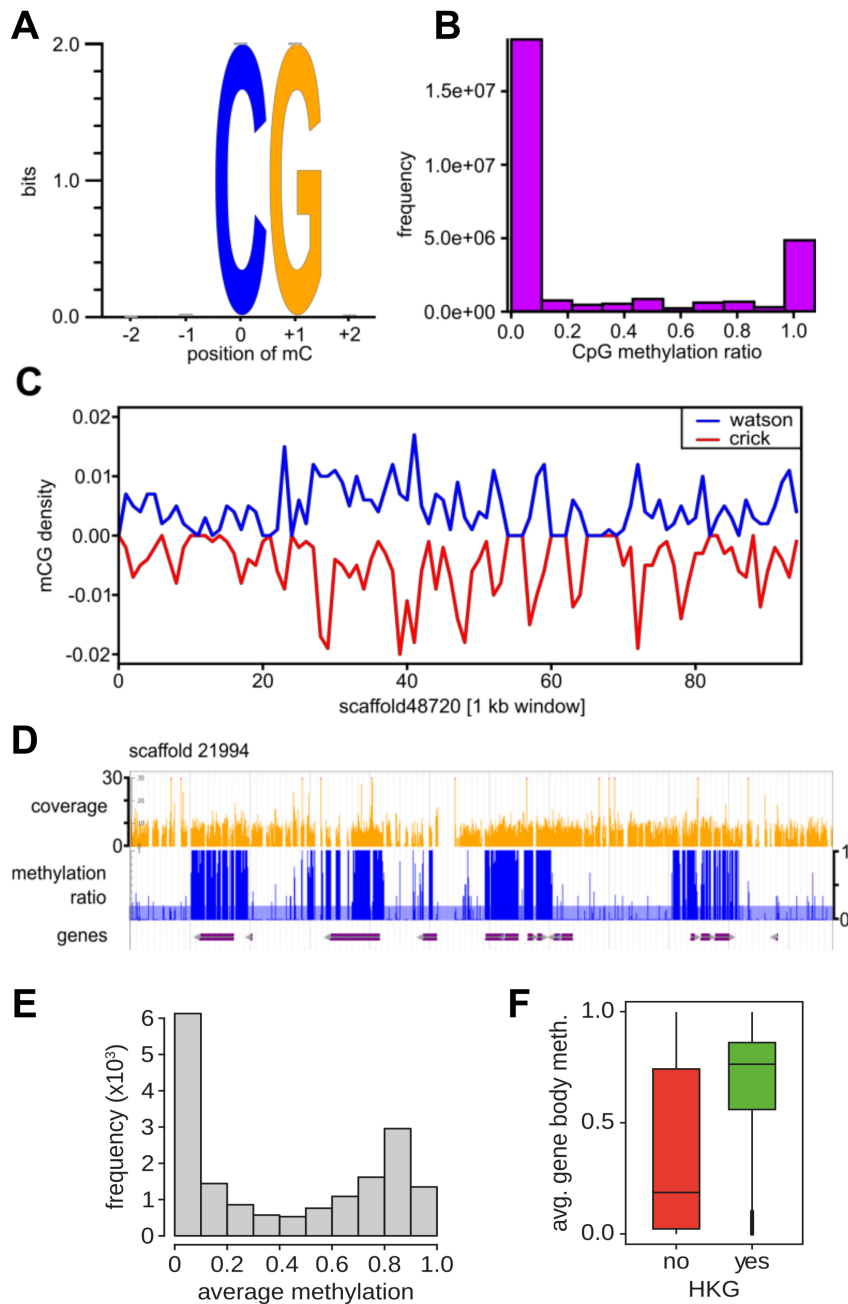 A
2.0
1.0
0.0
bits
CG
-2 -1 0 +1 +2
position of mC
B
1.5e+07
1.0e+07
5.0e+06
0.0e+00
frequency
0.0 0.2 0.4 0.6 0.8 1.0
CpG methylation ratio
C
0.02
0.01
0.00
-0.01
-0.02
mCG density
watson
crick
0 20 40 60 80
scaffold48720 [1 kb window]
D
scaffold 21994
30
coverage
0
30
20
10
methylation
ratio
1
1
0
genes
E
6
5
4
3
2
1
0
frequency (x10³)
0 0.2 0.4 0.6 0.8 1.0
average methylation
F
1.0
0.5
0.0
avg. gene body meth.
no yes
HKG